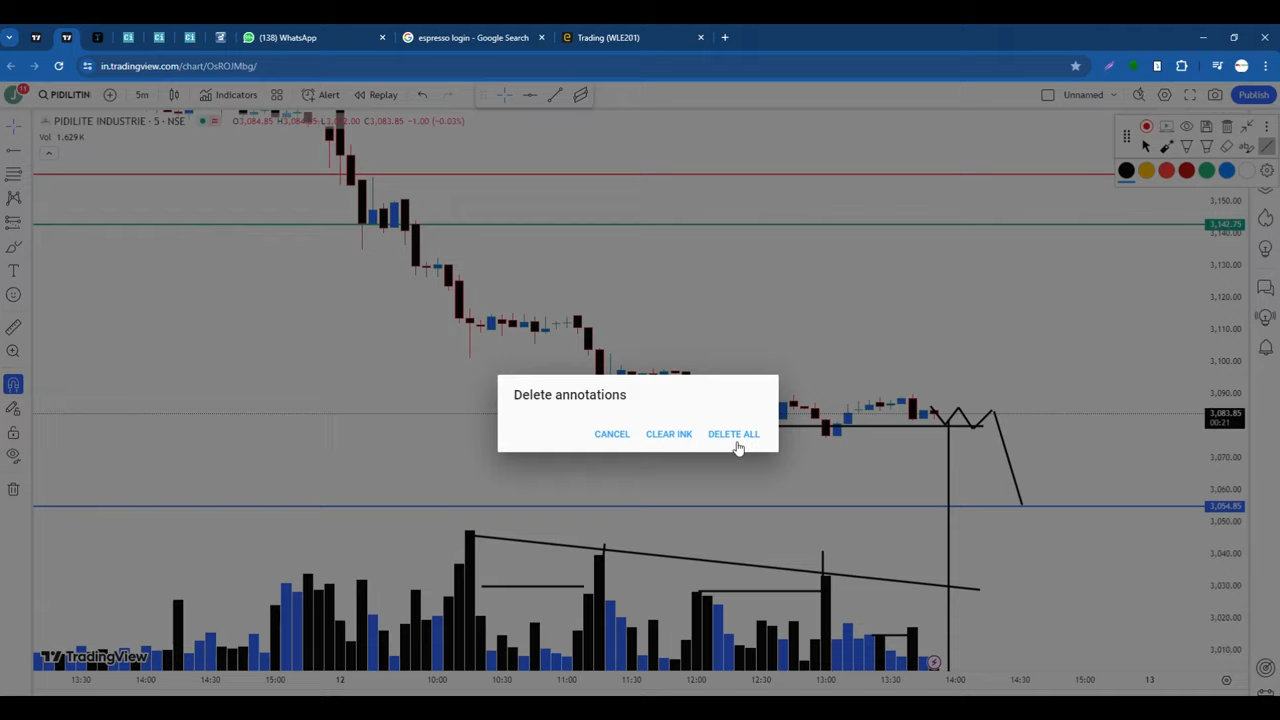 (138) WhatsApp
espresso login - Google Search
Trading (WLE201)
in.tradingview.com/chart/OsROJMbg/
11
PIDILITIN
5m
Indicators
Alert
Replay
Unnamed
Publish
PIDILITE INDUSTRIE · 5 · NSE
C3,083.85 -1.00 (-0.03%)
Vol. 1.629 K
3,150.00
3,142.75
3,140.00
3,130.00
3,120.00
3,110.00
3,100.00
3,090.00
3,083.85
00:21
3,070.00
3,060.00
3,054.85
3,050.00
3,040.00
3,030.00
3,020.00
3,010.00
Delete annotations
CANCEL
CLEAR INK
DELETE ALL
TradingView
13:30
14:00
14:30
15:00
12
10:00
10:30
11:00
11:30
12:00
12:30
13:00
13:30
14:00
14:30
15:00
13